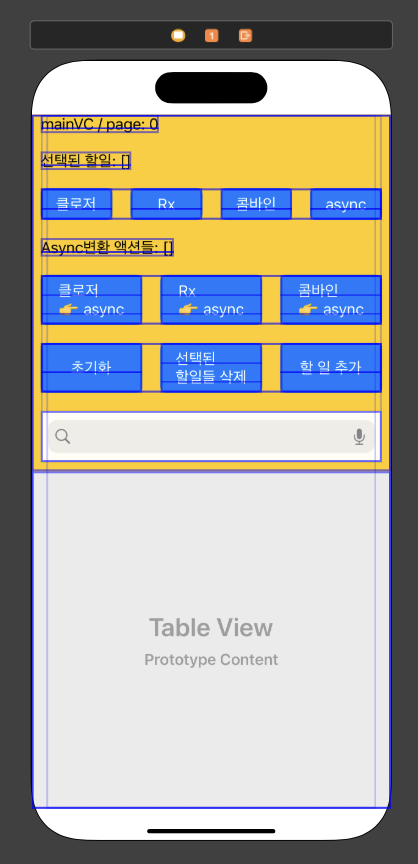 1
mainVC / page: 0
선택된 할일: []
클로저 Rx 콤바인 async
Async변환 액션들: []
클로저 Rx 콤바인
👉 async 👉 async 👉 async
초기화 선택된 할 일 추가
할일들 삭제
Table View
Prototype Content